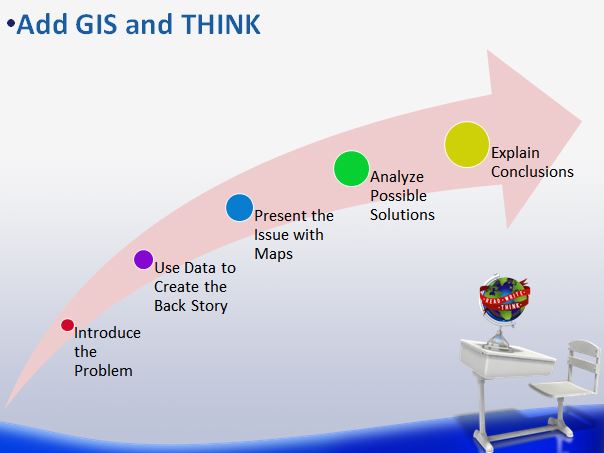 •Add GIS and THINK
Explain
Conclusions
Analyze
Possible
Solutions
Present the
Issue with
Maps
Use Data to
Create the
Back Story
Introduce
the
Problem
READ•WRITE•
THINK